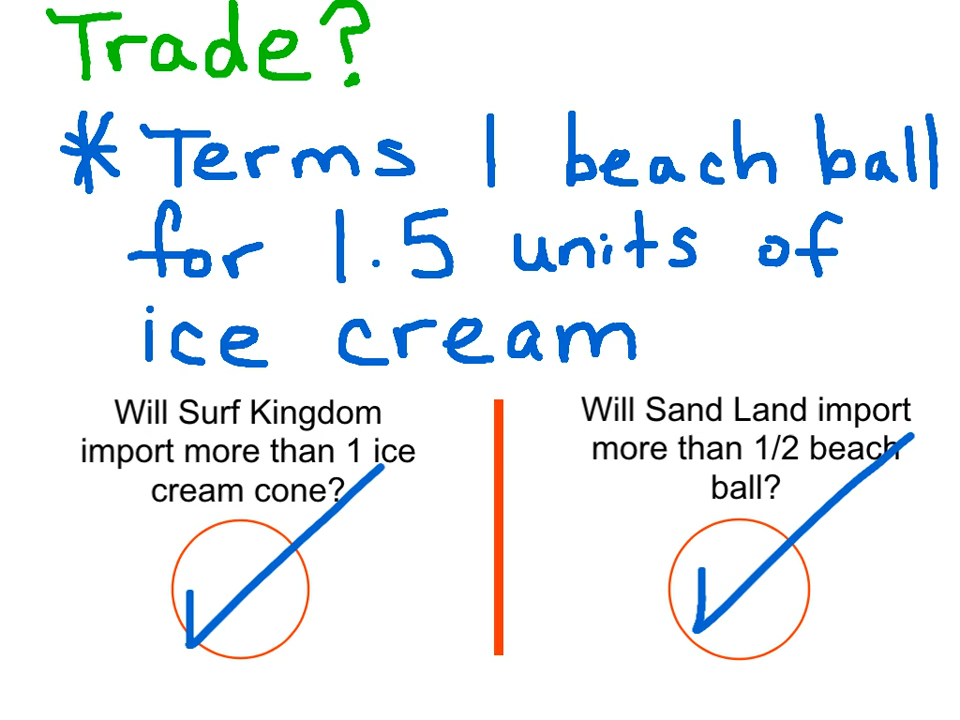 Trade?
* Terms 1 beach ball
for 1.5 units of
ice cream
Will Surf Kingdom
import more than 1 ice
cream cone?
Will Sand Land import
more than 1/2 beach
ball?